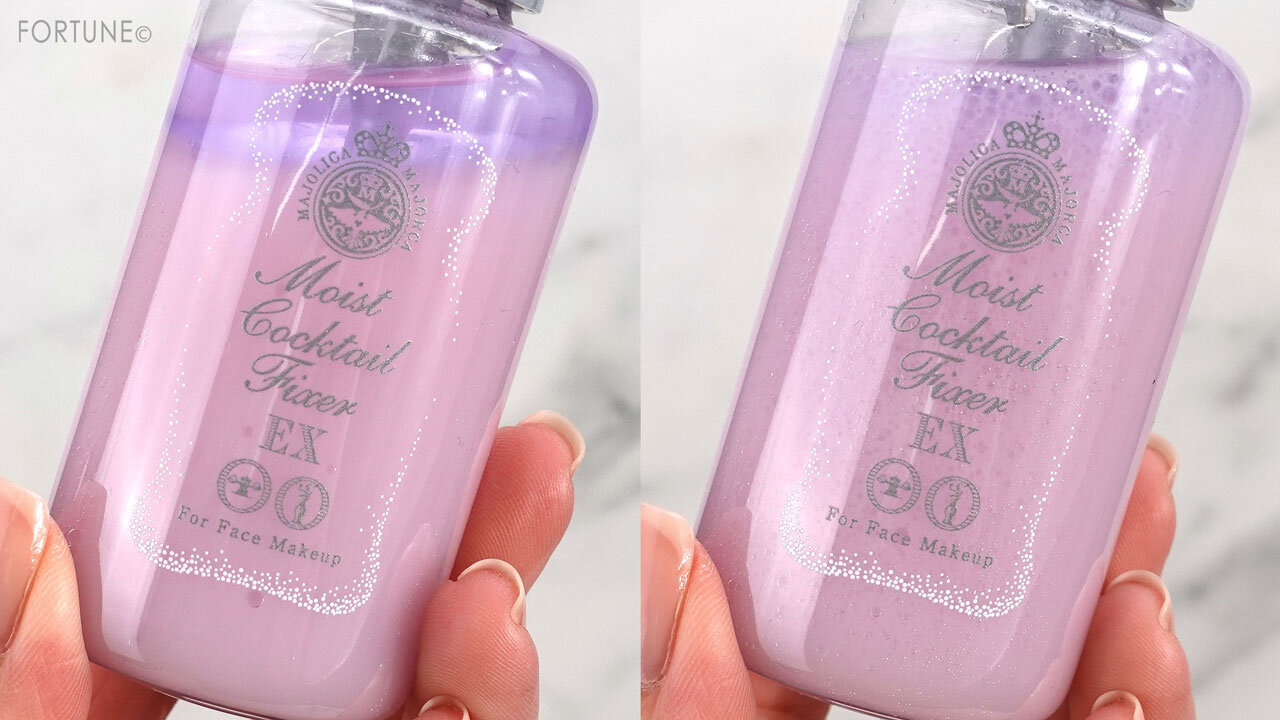 FORTUNE©
MAJOLICA MAJORCA
Moist
Cocktail
Fixer
EX
For Face Makeup
MAJOLICA MAJORCA
Moist
Cocktail
Fixer
EX
For Face Makeup